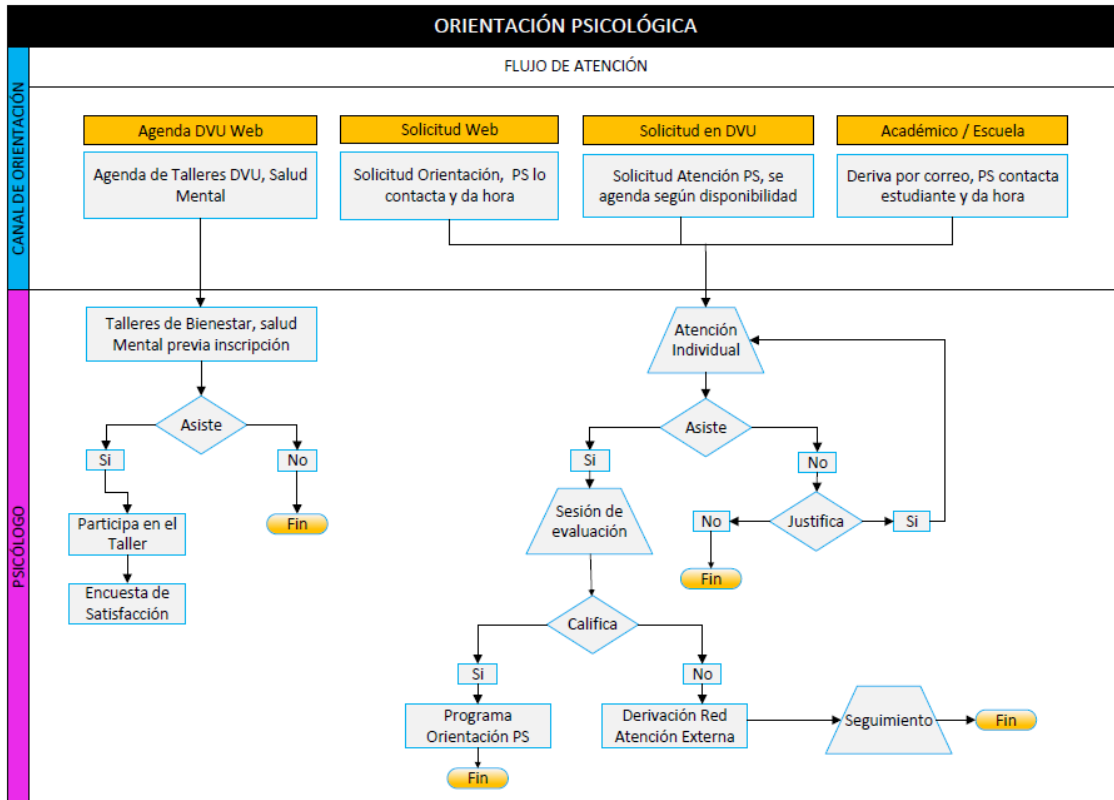 ORIENTACIÓN PSICOLÓGICA
FLUJO DE ATENCIÓN
CANAL DE ORIENTACIÓN
Agenda DVU Web
Agenda de Talleres DVU, Salud
Mental
Solicitud Web
Solicitud Orientación, PS lo
contacta y da hora
Solicitud en DVU
Solicitud Atención PS, se
agenda según disponibilidad
Académico / Escuela
Deriva por correo, PS contacta
estudiante y da hora
PSICÓLOGO
Talleres de Bienestar, salud
Mental previa inscripción
Asiste
Si
No
Participa en el
Taller
Fin
Encuesta de
Satisfacción
Atención
Individual
Asiste
Si
No
Sesión de
evaluación
No
Justifica
Si
Fin
Califica
Si
No
Programa
Orientación PS
Fin
Derivación Red
Atención Externa
Seguimiento
Fin